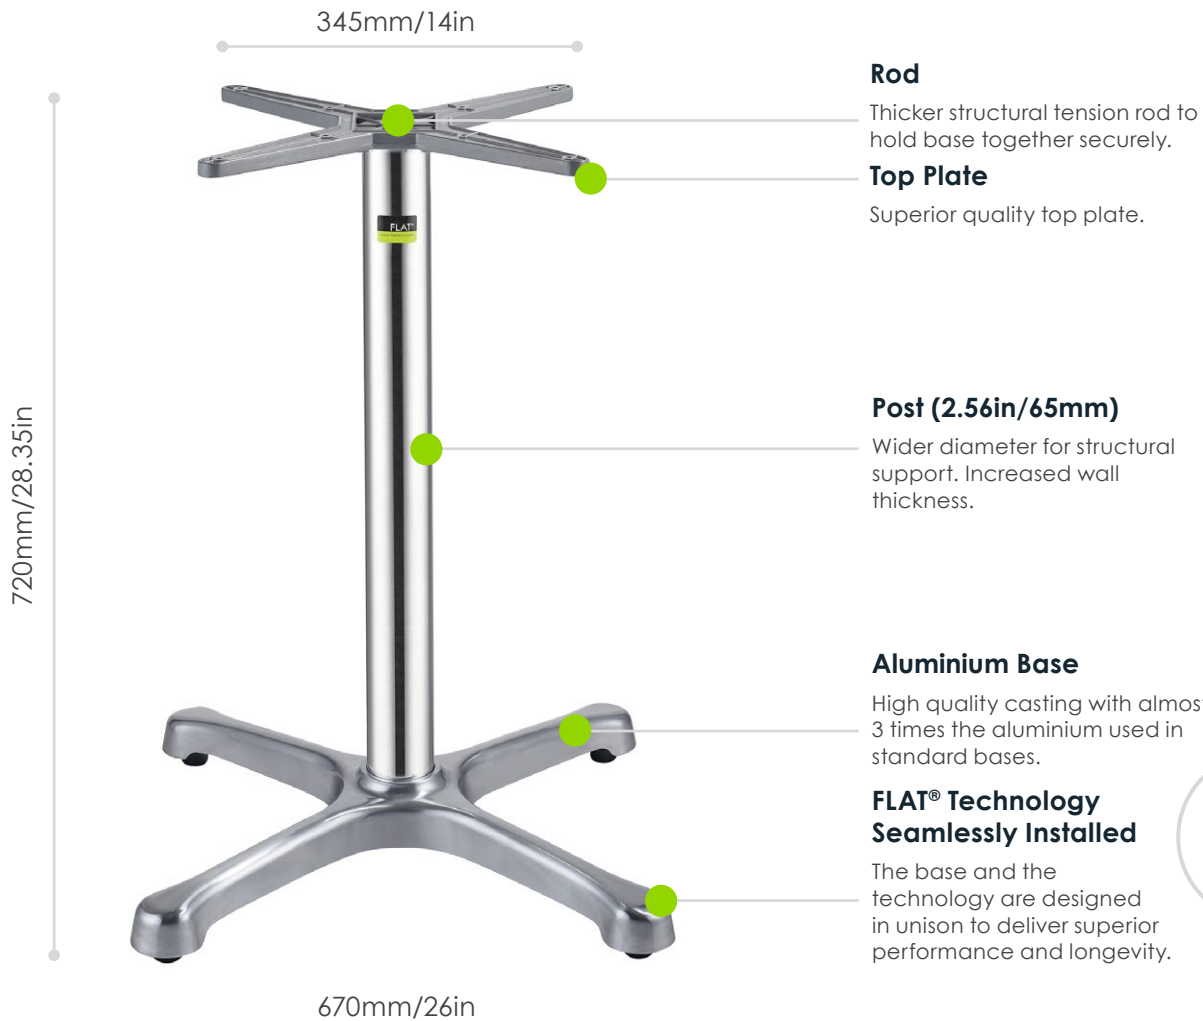 345mm/14in
Rod
Thicker structural tension rod to
hold base together securely.
Top Plate
Superior quality top plate.
FLAT®
720mm/28.35in
Post (2.56in/65mm)
Wider diameter for structural
support. Increased wall
thickness.
Aluminium Base
High quality casting with almos
3 times the aluminium used in
standard bases.
FLAT® Technology
Seamlessly Installed
The base and the
technology are designed
in unison to deliver superior
performance and longevity.
670mm/26in